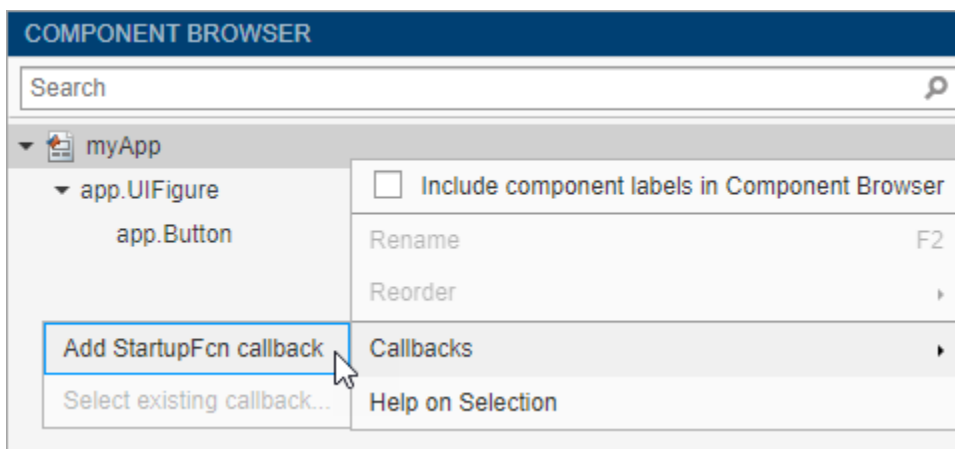 COMPONENT BROWSER
Search
myApp
app.UIFigure
app.Button
Include component labels in Component Browser
Rename F2
Reorder
Callbacks
Help on Selection
Add StartupFcn callback
Select existing callback...